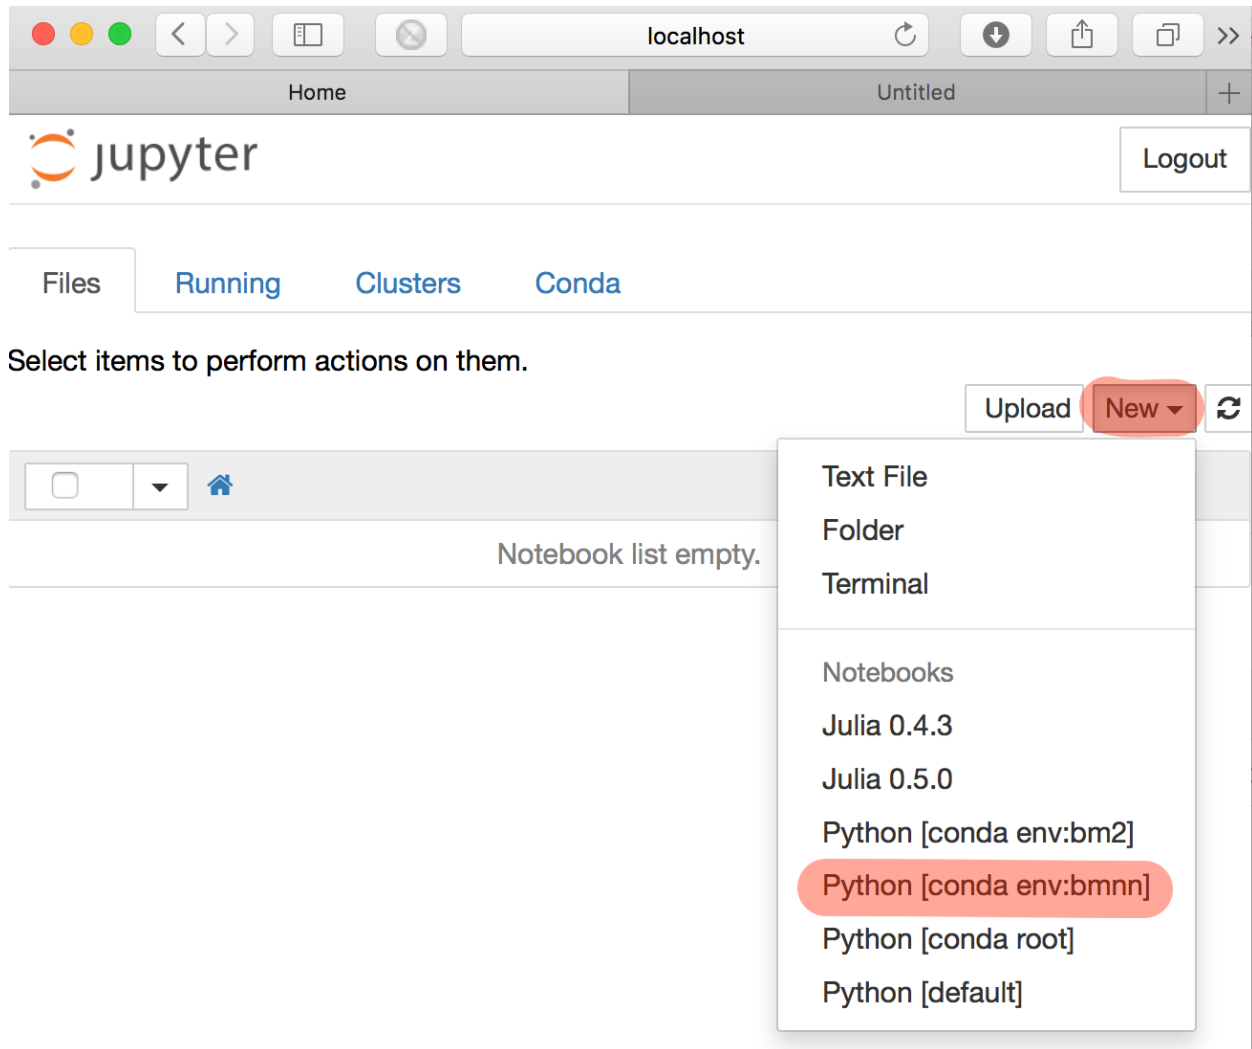 localhost
Home Untitled
jupyter Logout
Files Running Clusters Conda
Select items to perform actions on them.
Upload New
Notebook list empty.
Text File
Folder
Terminal
Notebooks
Julia 0.4.3
Julia 0.5.0
Python [conda env:bm2]
Python [conda env:bmnn]
Python [conda root]
Python [default]